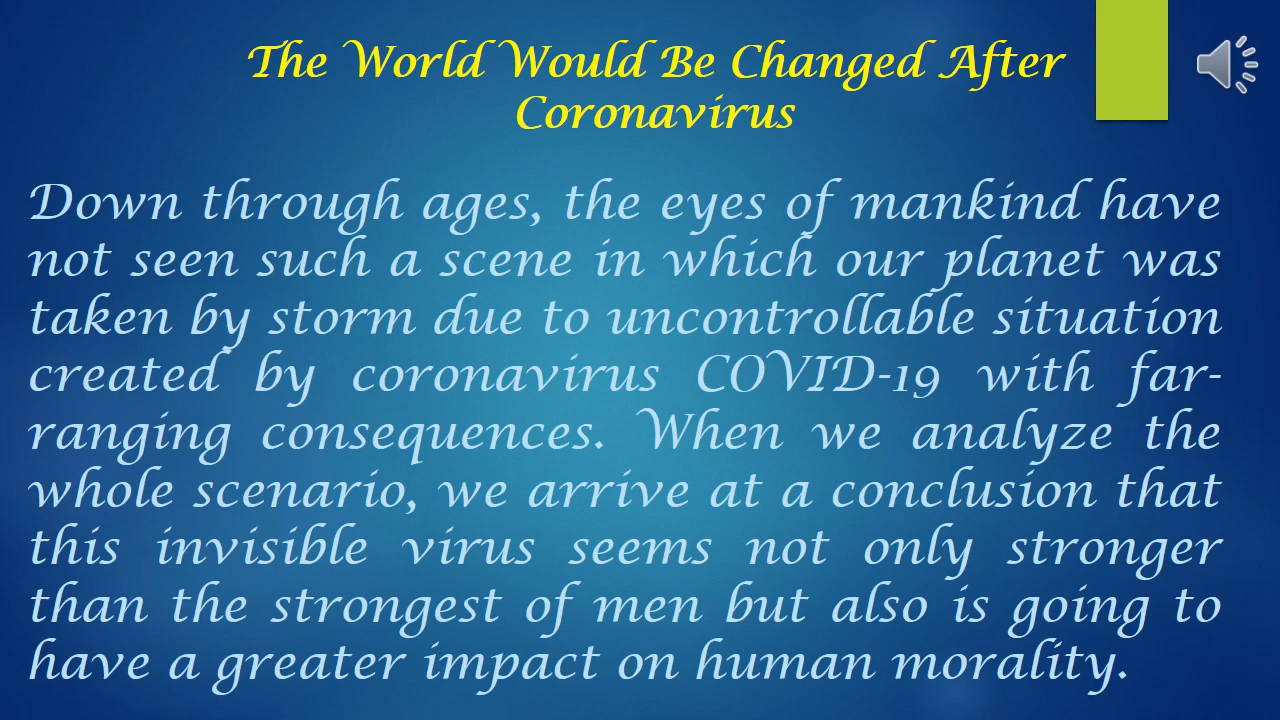 The World Would Be Changed After
Coronavirus
Down through ages, the eyes of mankind have
not seen such a scene in which our planet was
taken by storm due to uncontrollable situation
created by coronavirus COVID-19 with far-
ranging consequences. When we analyze the
whole scenario, we arrive at a conclusion that
this invisible virus seems not only stronger
than the strongest of men but also is going to
have a greater impact on human morality.